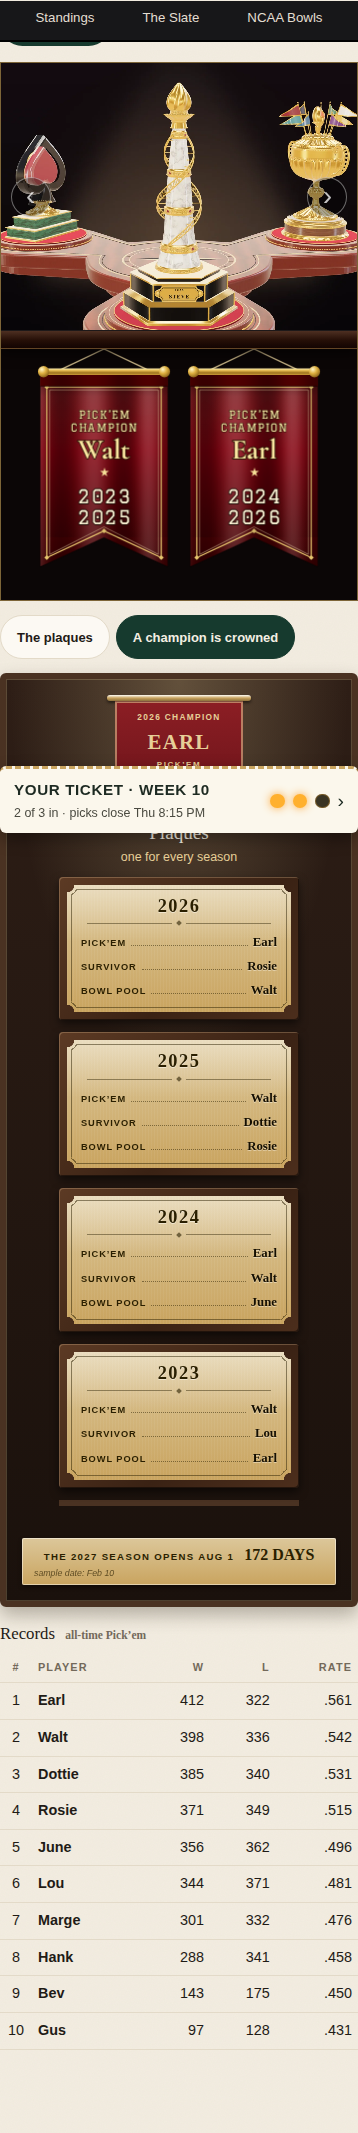 Standings The Slate NCAA Bowls
PICK'EM
CHAMPION
Walt
2023
2025
PICK'EM
CHAMPION
Earl
2024
2026
The plaques
A champion is crowned
2026 CHAMPION
EARL
YOUR TICKET · WEEK 10
2 of 3 in · picks close Thu 8:15 PM
Plaques
one for every season
2026
PICK'EM Earl
SURVIVOR Rosie
BOWL POOL Walt
2025
PICK'EM Walt
SURVIVOR Dottie
BOWL POOL Rosie
2024
PICK'EM Earl
SURVIVOR Walt
BOWL POOL June
2023
PICK'EM Walt
SURVIVOR Lou
BOWL POOL Earl
THE 2027 SEASON OPENS AUG 1 172 DAYS
sample date: Feb 10
Records all-time Pick'em
# PLAYER W L RATE
1 Earl 412 322 .561
2 Walt 398 336 .542
3 Dottie 385 340 .531
4 Rosie 371 349 .515
5 June 356 362 .496
6 Lou 344 371 .481
7 Marge 301 332 .476
8 Hank 288 341 .458
9 Bev 143 175 .450
10 Gus 97 128 .431